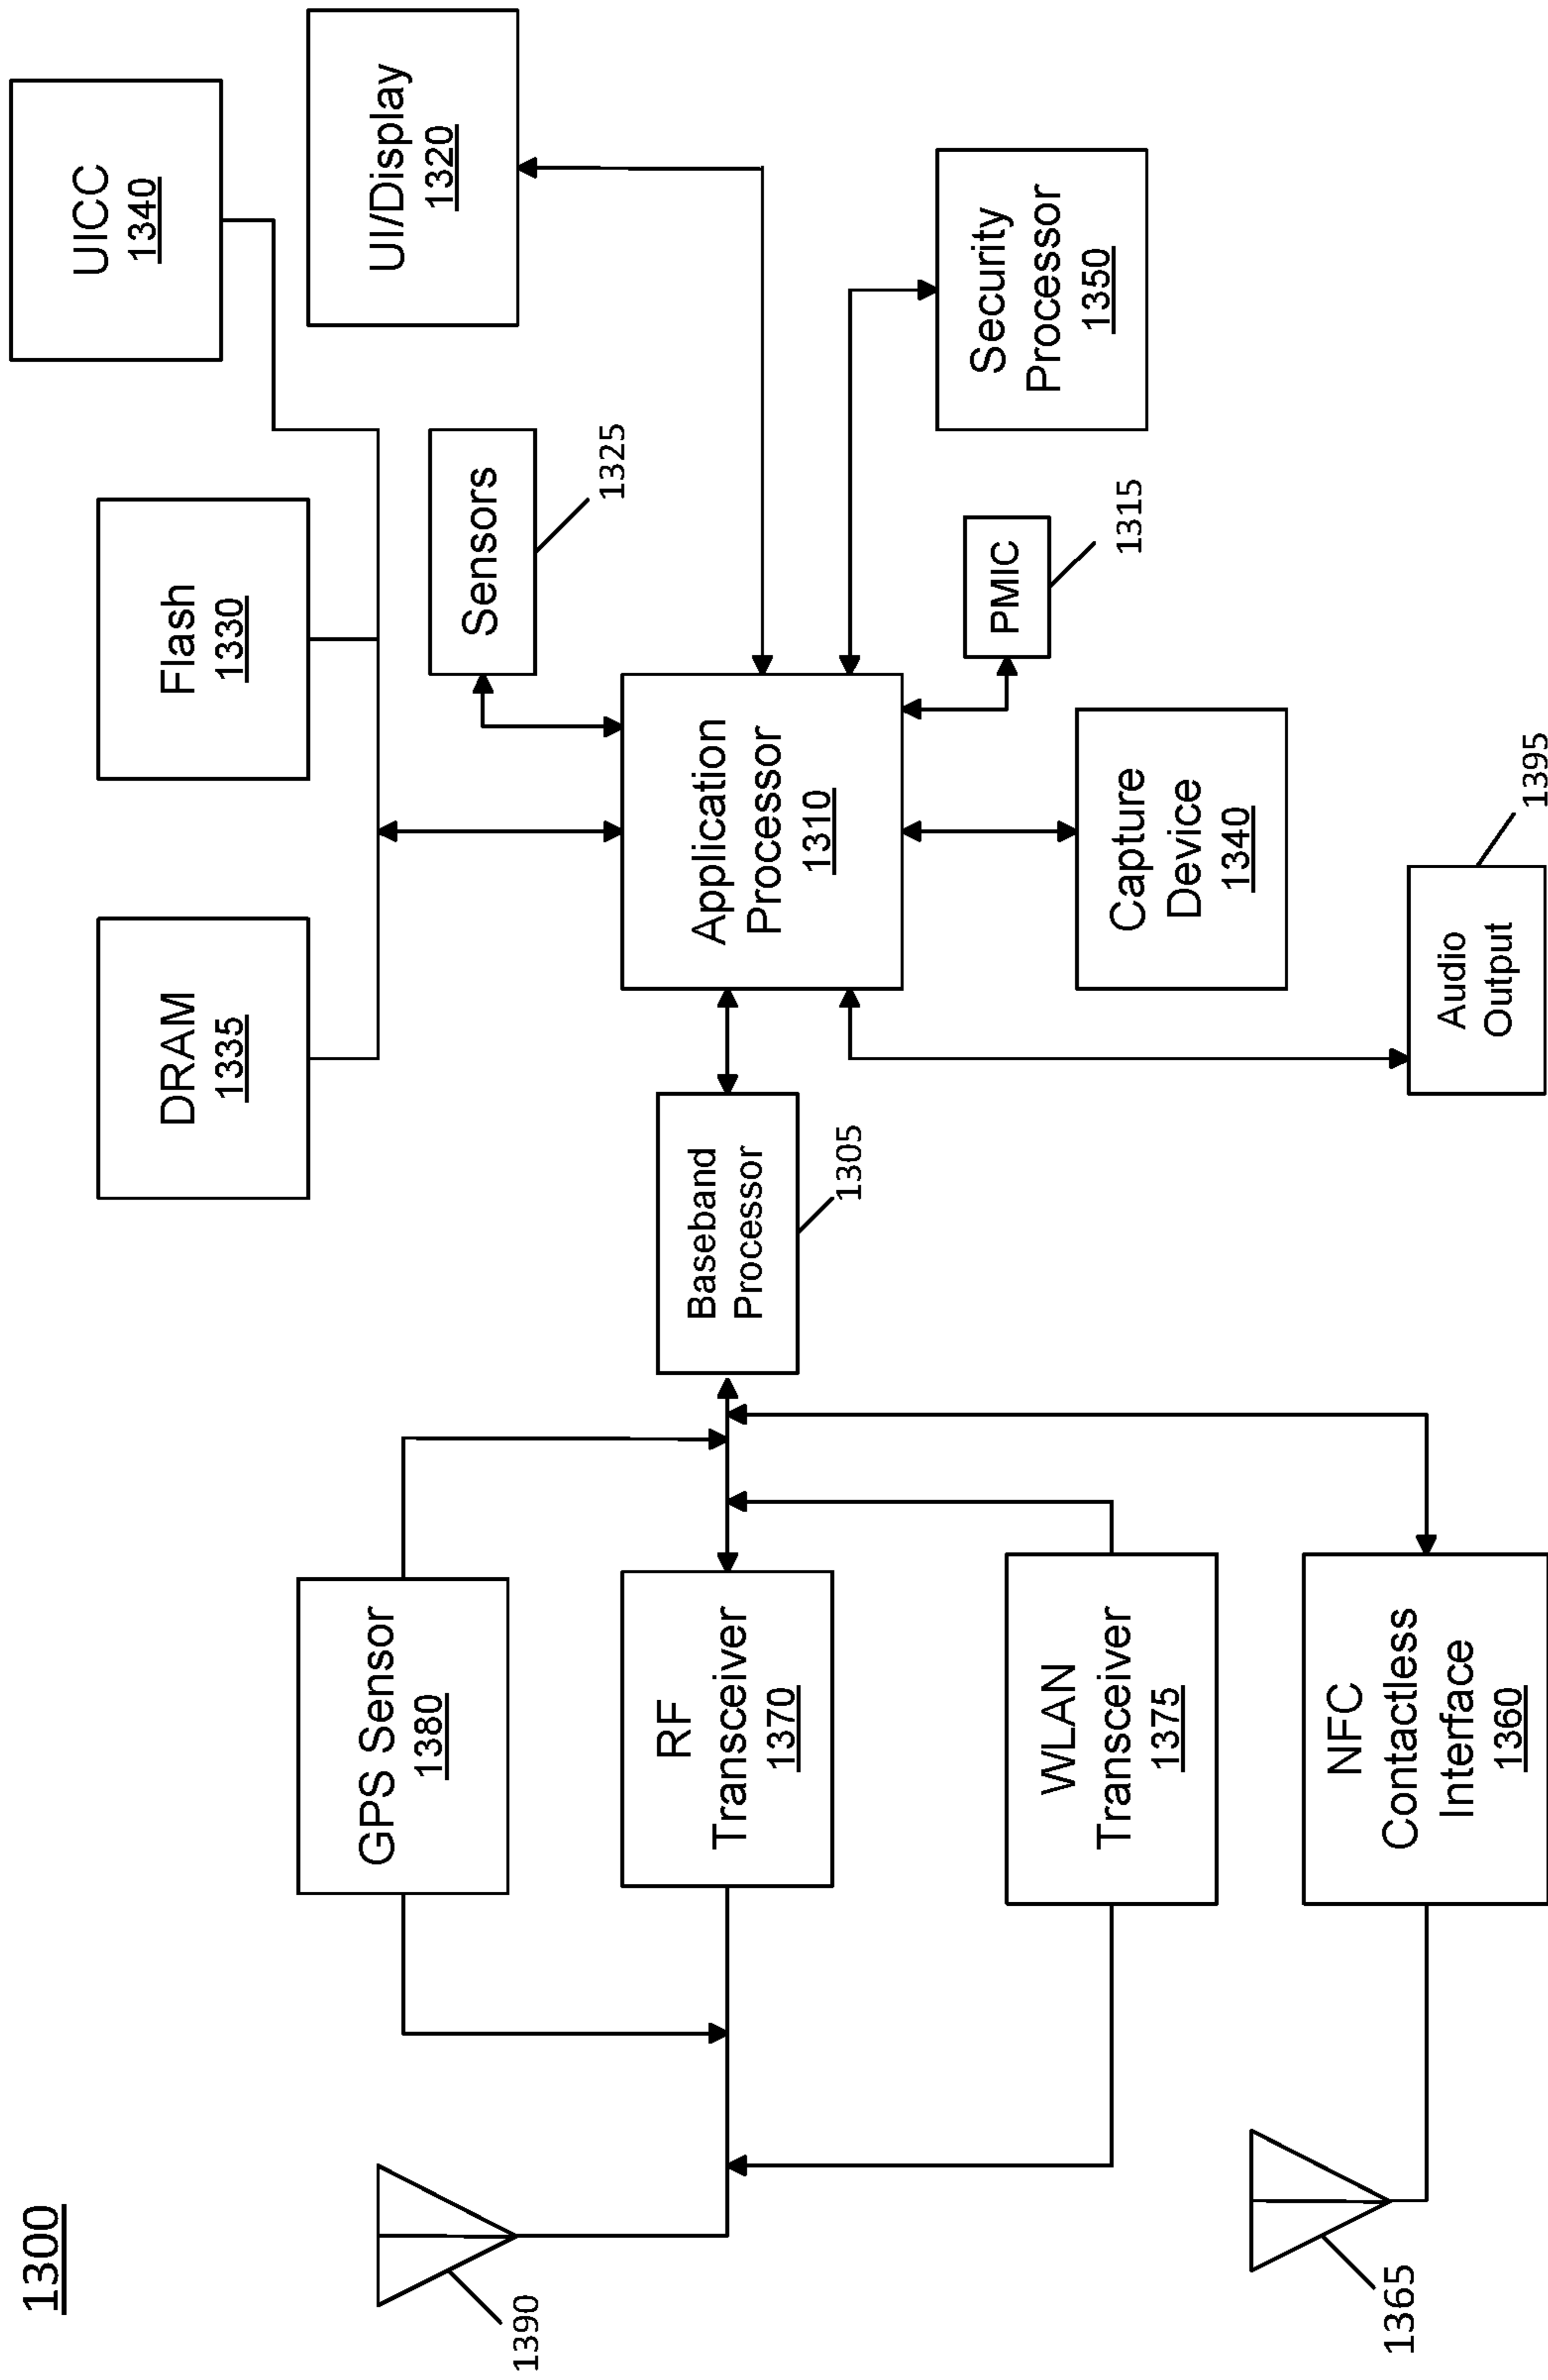 1300
UICC
1340
DRAM
1335
Flash
1330
UI/Display
1320
GPS Sensor
1380
Sensors
1325
1390
RF
Transceiver
1370
Baseband
Processor
1305
Application
Processor
1310
Security
Processor
1350
PMIC
1315
WLAN
Transceiver
1375
Capture
Device
1340
1365
NFC
Contactless
Interface
1360
Audio
Output
1395